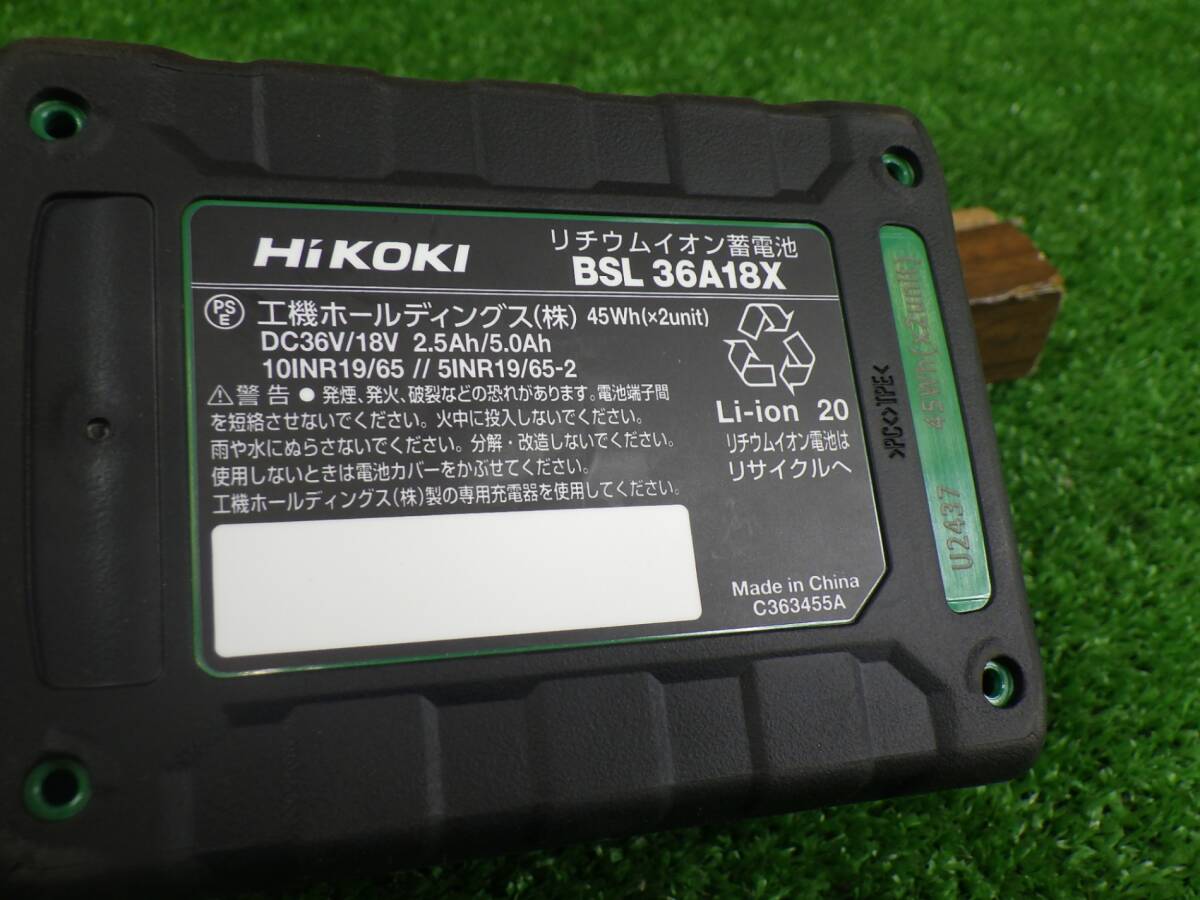 HiKOKI
リチウムイオン蓄電池
BSL 36A18X
PS
E
工機ホールディングス(株) 45Wh(×2unit)
DC36V/18V 2.5Ah/5.0Ah
10INR19/65 // 5INR19/65-2
⚠警告 ● 発煙、発火、破裂などの恐れがあります。電池端子間
を短絡させないでください。火中に投入しないでください。
雨や水にぬらさないでください。分解・改造しないでください。
使用しないときは電池カバーをかぶせてください。
工機ホールディングス(株)製の専用充電器を使用してください。
Li-ion 20
リチウムイオン電池は
リサイクルへ
Made in China
C363455A
>PC<>TPE<
45Wh(×2unit)
U2437